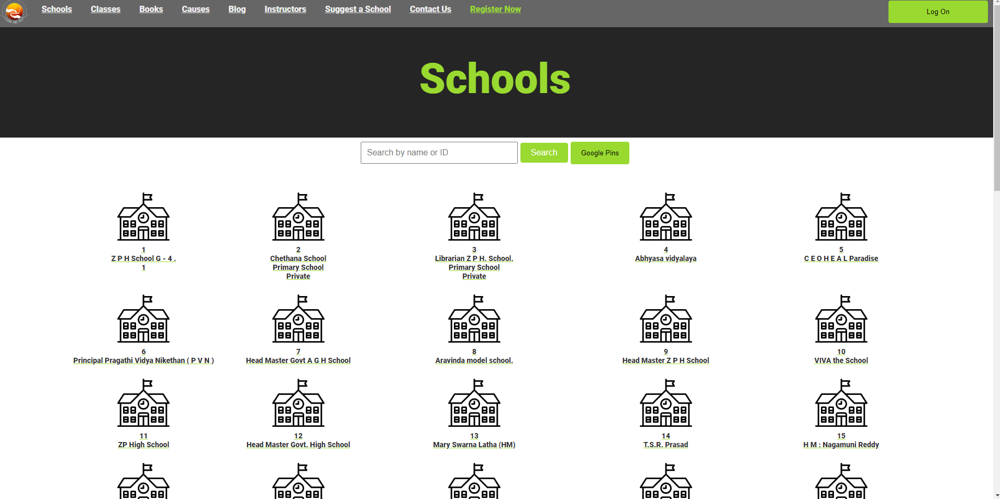 LEARN AND HELP
Schools
Classes
Books
Causes
Blog
Instructors
Suggest a School
Contact Us
Register Now
Log On
Schools
Search by name or ID
Search
Google Pins
1
Z P H School G - 4 .
1
2
Chethana School
Primary School
Private
3
Librarian Z P H. School.
Primary School
Private
4
Abhyasa vidyalaya
5
C E O H E A L Paradise
6
Principal Pragathi Vidya Nikethan ( P V N )
7
Head Master Govt A G H School
8
Aravinda model school.
9
Head Master Z P H School
10
VIVA the School
11
ZP High School
12
Head Master Govt. High School
13
Mary Swarna Latha (HM)
14
T.S.R. Prasad
15
H M : Nagamuni Reddy